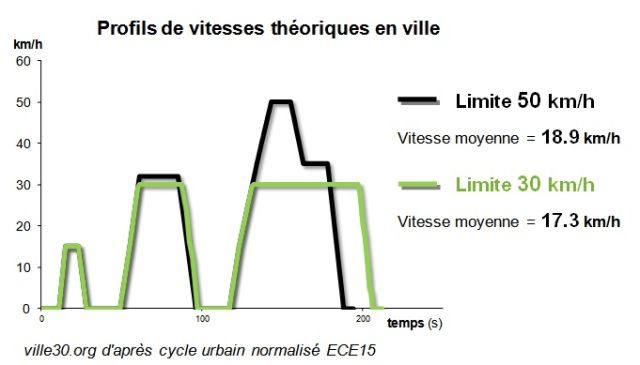 Profils de vitesses théoriques en ville
km/h
60
50
40
30
20
10
0
0
100
200
temps (s)
Limite 50 km/h
Vitesse moyenne = 18.9 km/h
Limite 30 km/h
Vitesse moyenne = 17.3 km/h
ville30.org d'après cycle urbain normalisé ECE15